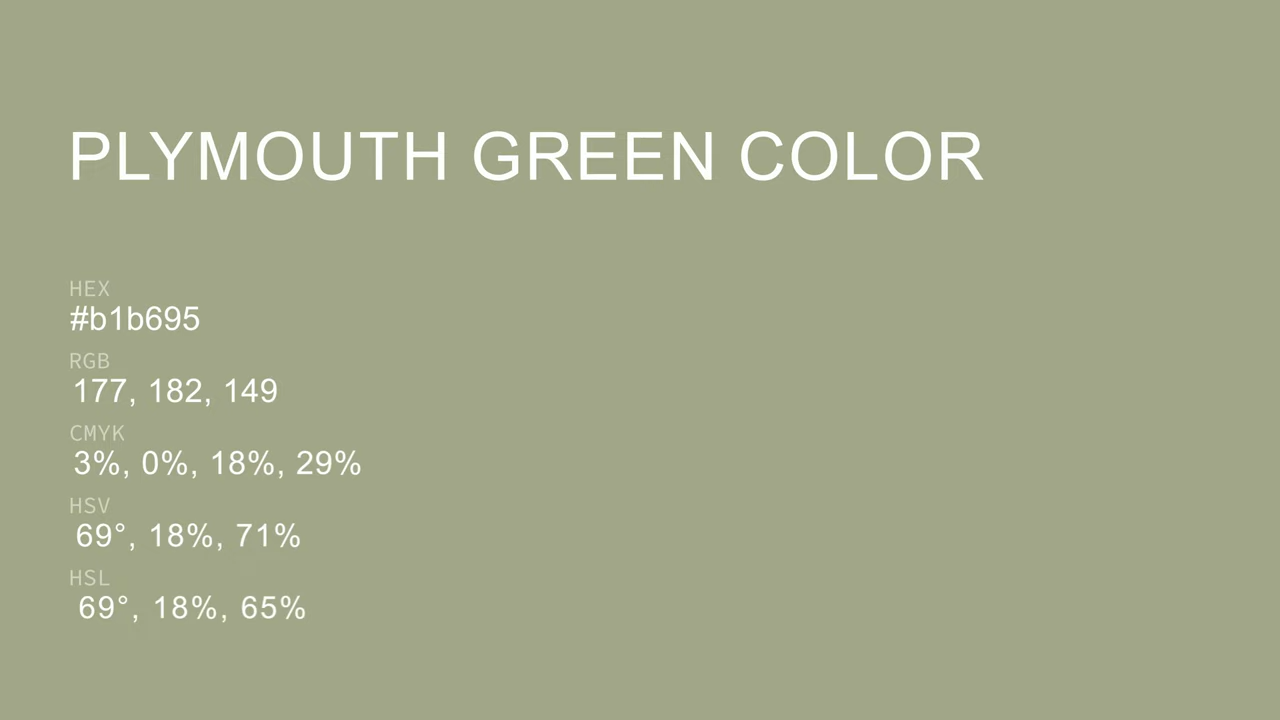 PLYMOUTH GREEN COLOR
HEX
#b1b695
RGB
177, 182, 149
CMYK
3%, 0%, 18%, 29%
HSV
69°, 18%, 71%
HSL
69°, 18%, 65%